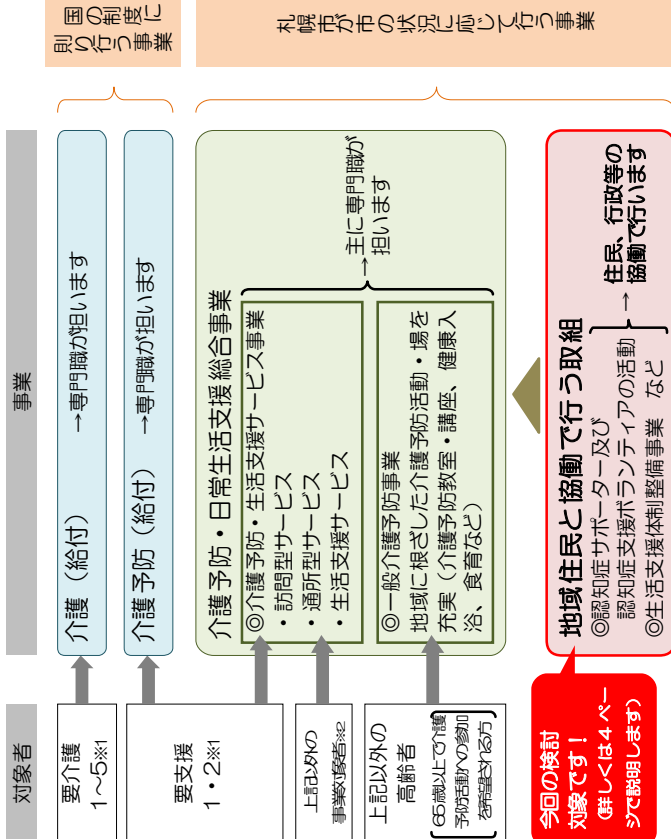 対象者
事業
要介護
1～5※1
介護（給付）　→専門職が担います
国の制度に
則り行う事業
要支援
1・2※1
介護予防（給付）→専門職が担います
介護予防・日常生活支援総合事業
◎介護予防・生活支援サービス事業
・訪問型サービス
・通所型サービス
・生活支援サービス
上記以外の
事業対象者※2
上記以外の
高齢者
65歳以上で介護
予防活動への参加
を希望される方
◎一般介護予防事業
地域に根ざした介護予防活動・場を
充実（介護予防教室・講座、健康入
浴、食育など）
→主に専門職が
担います
札幌市が市の状況に応じて行う事業
今回の検討
対象です！
（詳しくは４ペー
ジで説明します）
地域住民と協働で行う取組
◎認知症サポーター及び
認知症支援ボランティアの活動
◎生活支援体制整備事業　など
→住民、行政等の
協働で行います